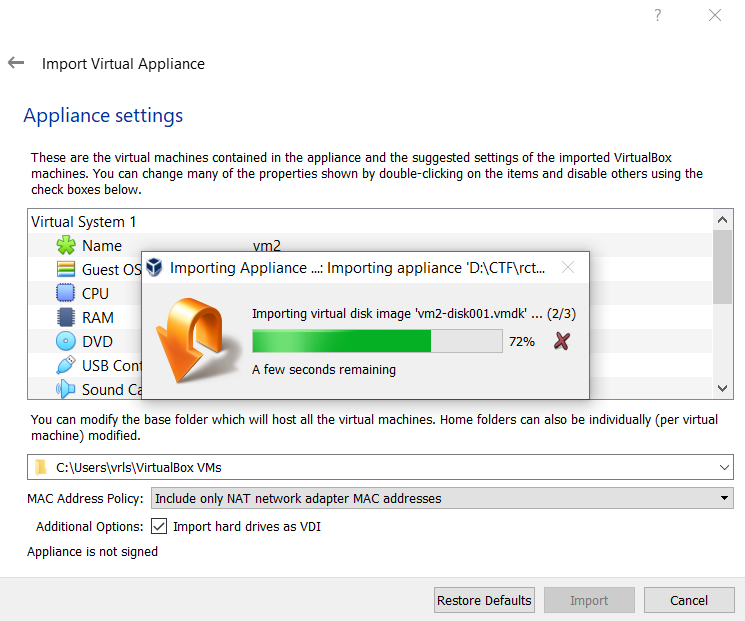 ?
Import Virtual Appliance
Appliance settings
These are the virtual machines contained in the appliance and the suggested settings of the imported VirtualBox
machines. You can change many of the properties shown by double-clicking on the items and disable others using the
check boxes below.
Virtual System 1
Name vm2
Guest OS
CPU
RAM
DVD
USB Cont
Sound Ca
Importing Appliance ...: Importing appliance 'D:\CTF\rct...
Importing virtual disk image 'vm2-disk001.vmdk' ... (2/3)
72%
A few seconds remaining
You can modify the base folder which will host all the virtual machines. Home folders can also be individually (per virtual
machine) modified.
C:\Users\vrls\VirtualBox VMs
MAC Address Policy: Include only NAT network adapter MAC addresses
Additional Options: Import hard drives as VDI
Appliance is not signed
Restore Defaults Import Cancel